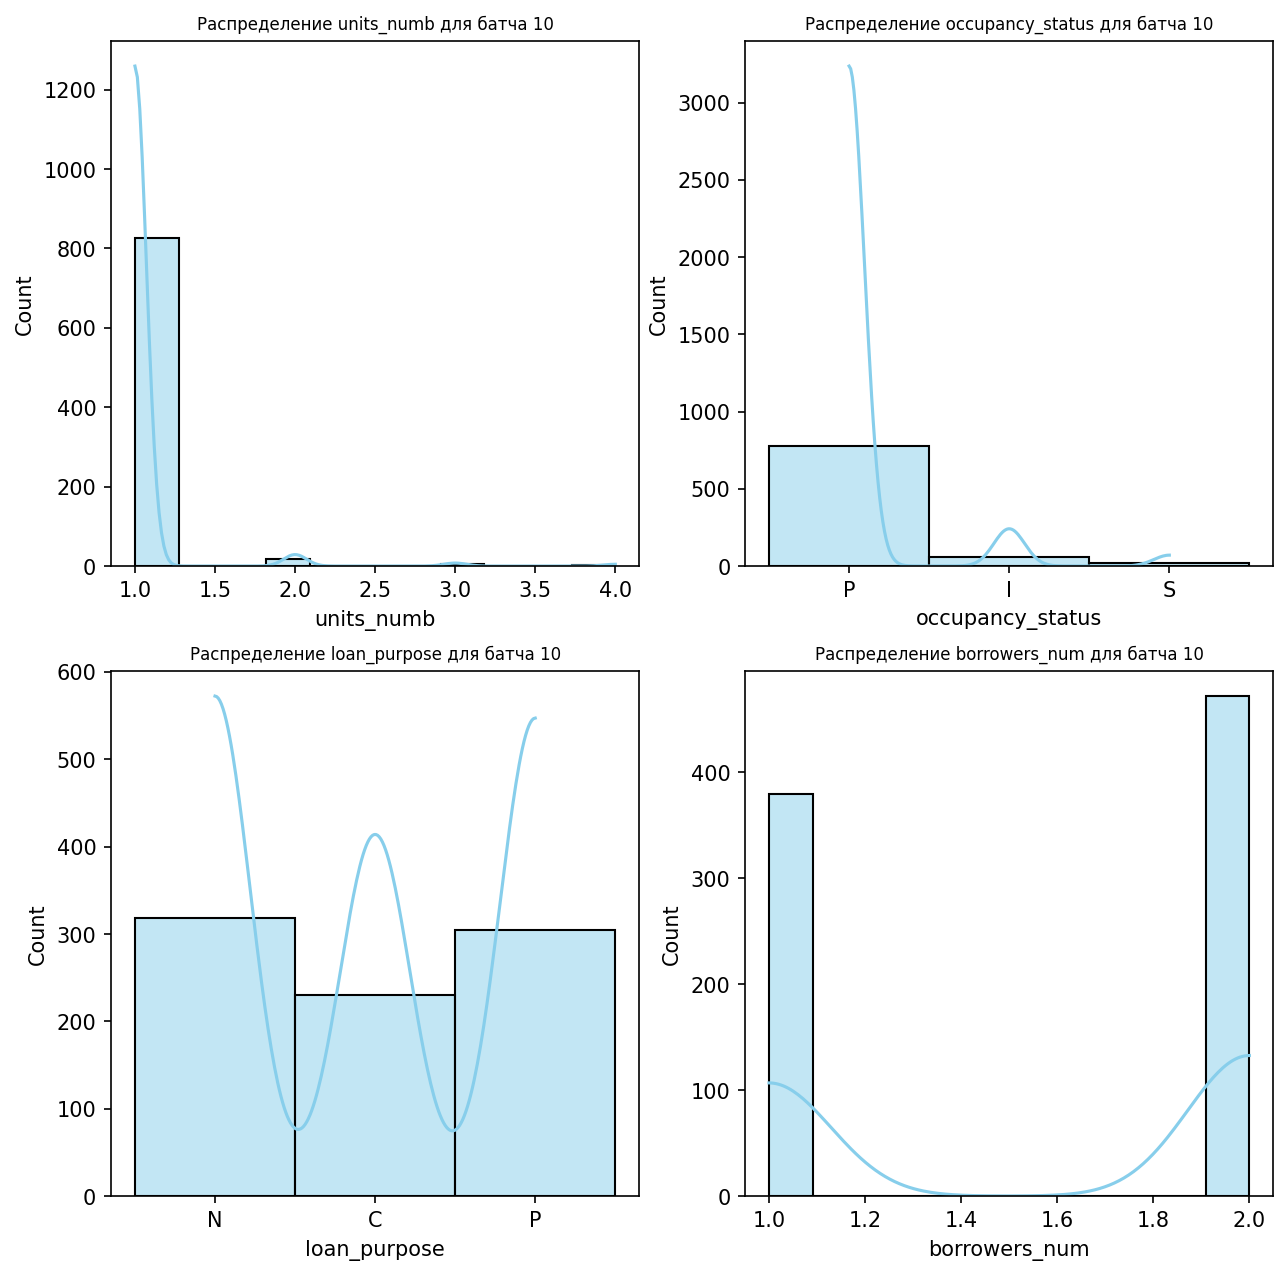 Распределение units_numb для батча 10
Count
1200
1000
800
600
400
200
0
1.0 1.5 2.0 2.5 3.0 3.5 4.0
units_numb
Распределение occupancy_status для батча 10
Count
3000
2500
2000
1500
1000
500
0
P I S
occupancy_status
Распределение loan_purpose для батча 10
Count
600
500
400
300
200
100
0
N C P
loan_purpose
Распределение borrowers_num для батча 10
Count
400
300
200
100
0
1.0 1.2 1.4 1.6 1.8 2.0
borrowers_num